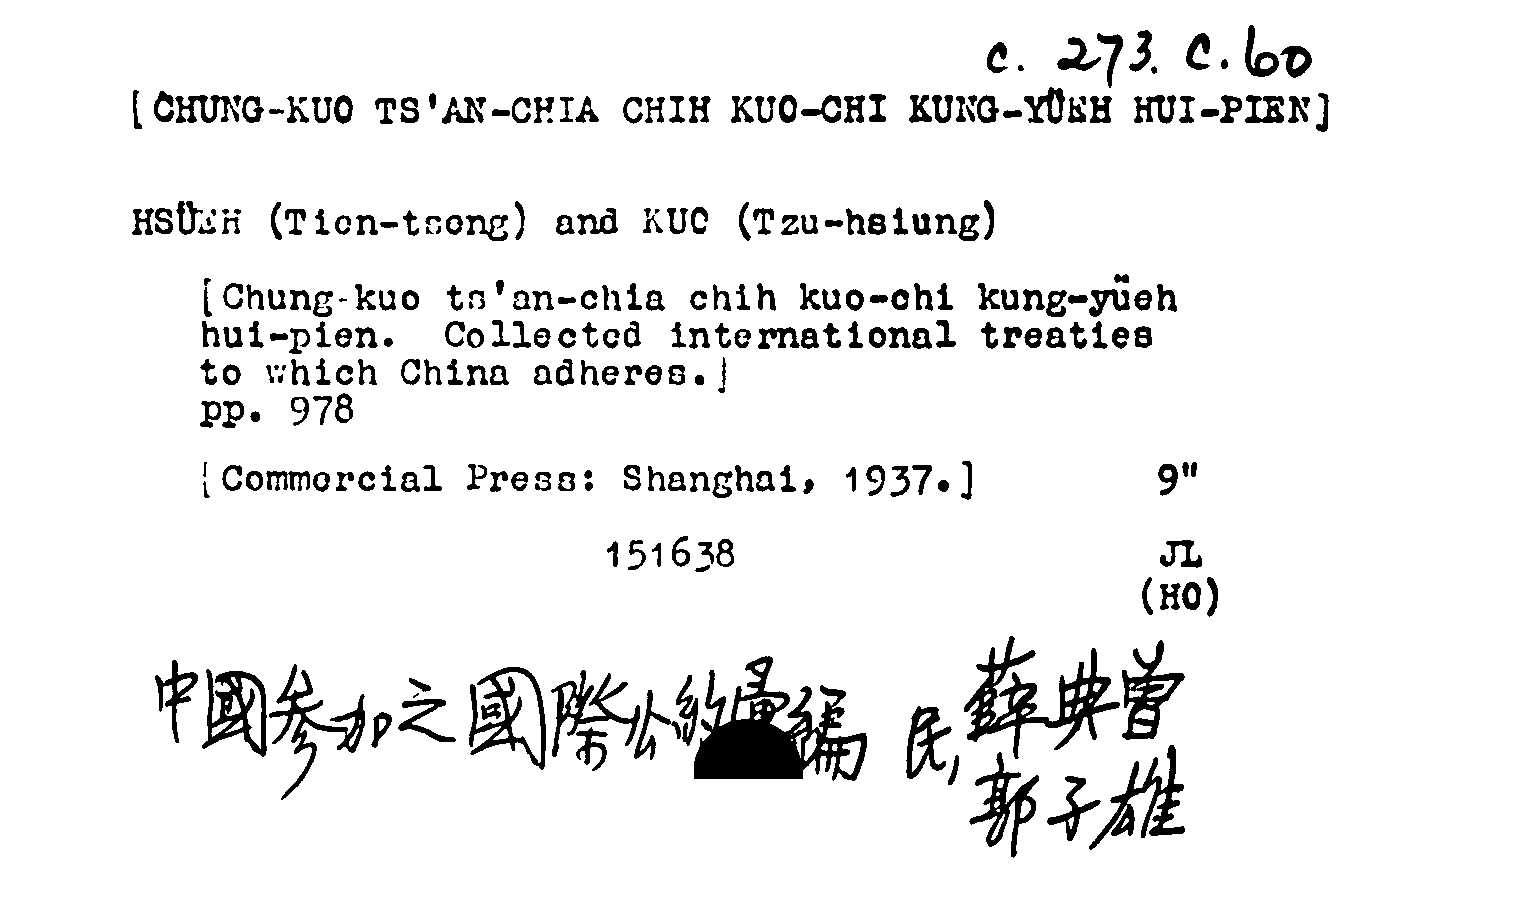 c. 273. c. 60
[CHUNG-KUO TS'AN-CHIA CHIH KUO-CHI KUNG-YÜEH HUI-PIEN]
HSÜEH (Tien-tseng) and KUO (Tzu-hsiung)
[Chung-kuo ts'an-chia chih kuo-chi kung-yüeh
hui-pien. Collected international treaties
to which China adheres.]
pp. 978
[Commercial Press: Shanghai, 1937.] 9"
151638 JL
(HO)
中國参加之國際公約彙編 民, 薛典曾
郭子雄